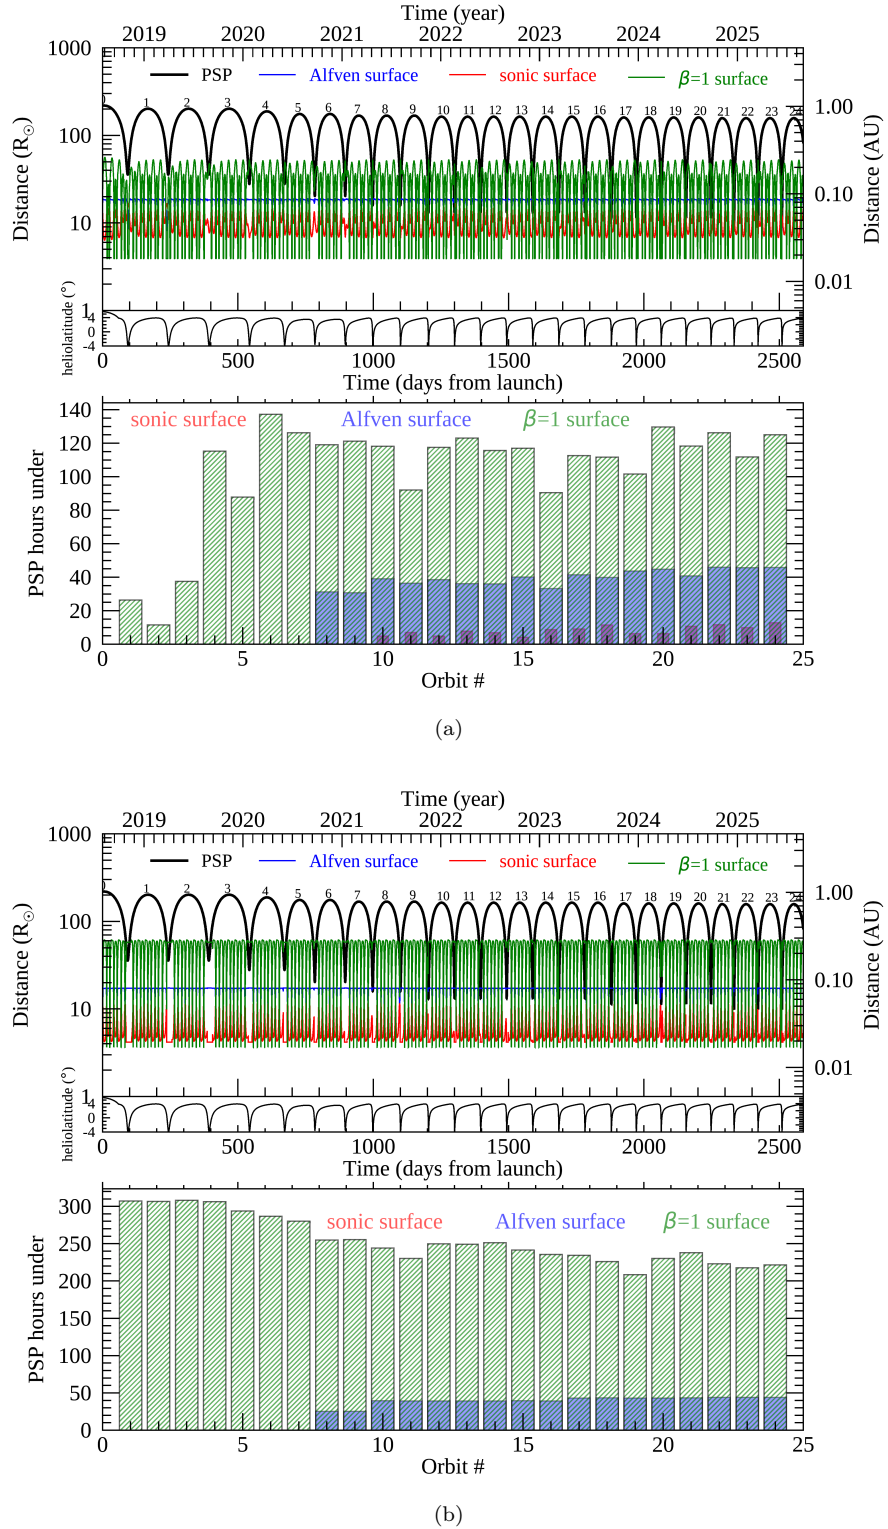 Time (year)
2019 2020 2021 2022 2023 2024 2025
1000
PSP Alfven surface sonic surface β=1 surface
0 1 2 3 4 5 6 7 8 9 10 11 12 13 14 15 16 17 18 19 20 21 22 23 24
1.00
100
Distance (R☉)
Distance (AU)
0.10
10
0.01
1
heliolatitude (°)
4
0
-4
0 500 1000 1500 2000 2500
Time (days from launch)
140
sonic surface Alfven surface β=1 surface
120
100
80
PSP hours under
60
40
20
0
0 5 10 15 20 25
Orbit #
(a)
Time (year)
2019 2020 2021 2022 2023 2024 2025
1000
PSP Alfven surface sonic surface β=1 surface
0 1 2 3 4 5 6 7 8 9 10 11 12 13 14 15 16 17 18 19 20 21 22 23 24
1.00
100
Distance (R☉)
Distance (AU)
0.10
10
0.01
1
heliolatitude (°)
4
0
-4
0 500 1000 1500 2000 2500
Time (days from launch)
300
sonic surface Alfven surface β=1 surface
250
200
PSP hours under
150
100
50
0
0 5 10 15 20 25
Orbit #
(b)